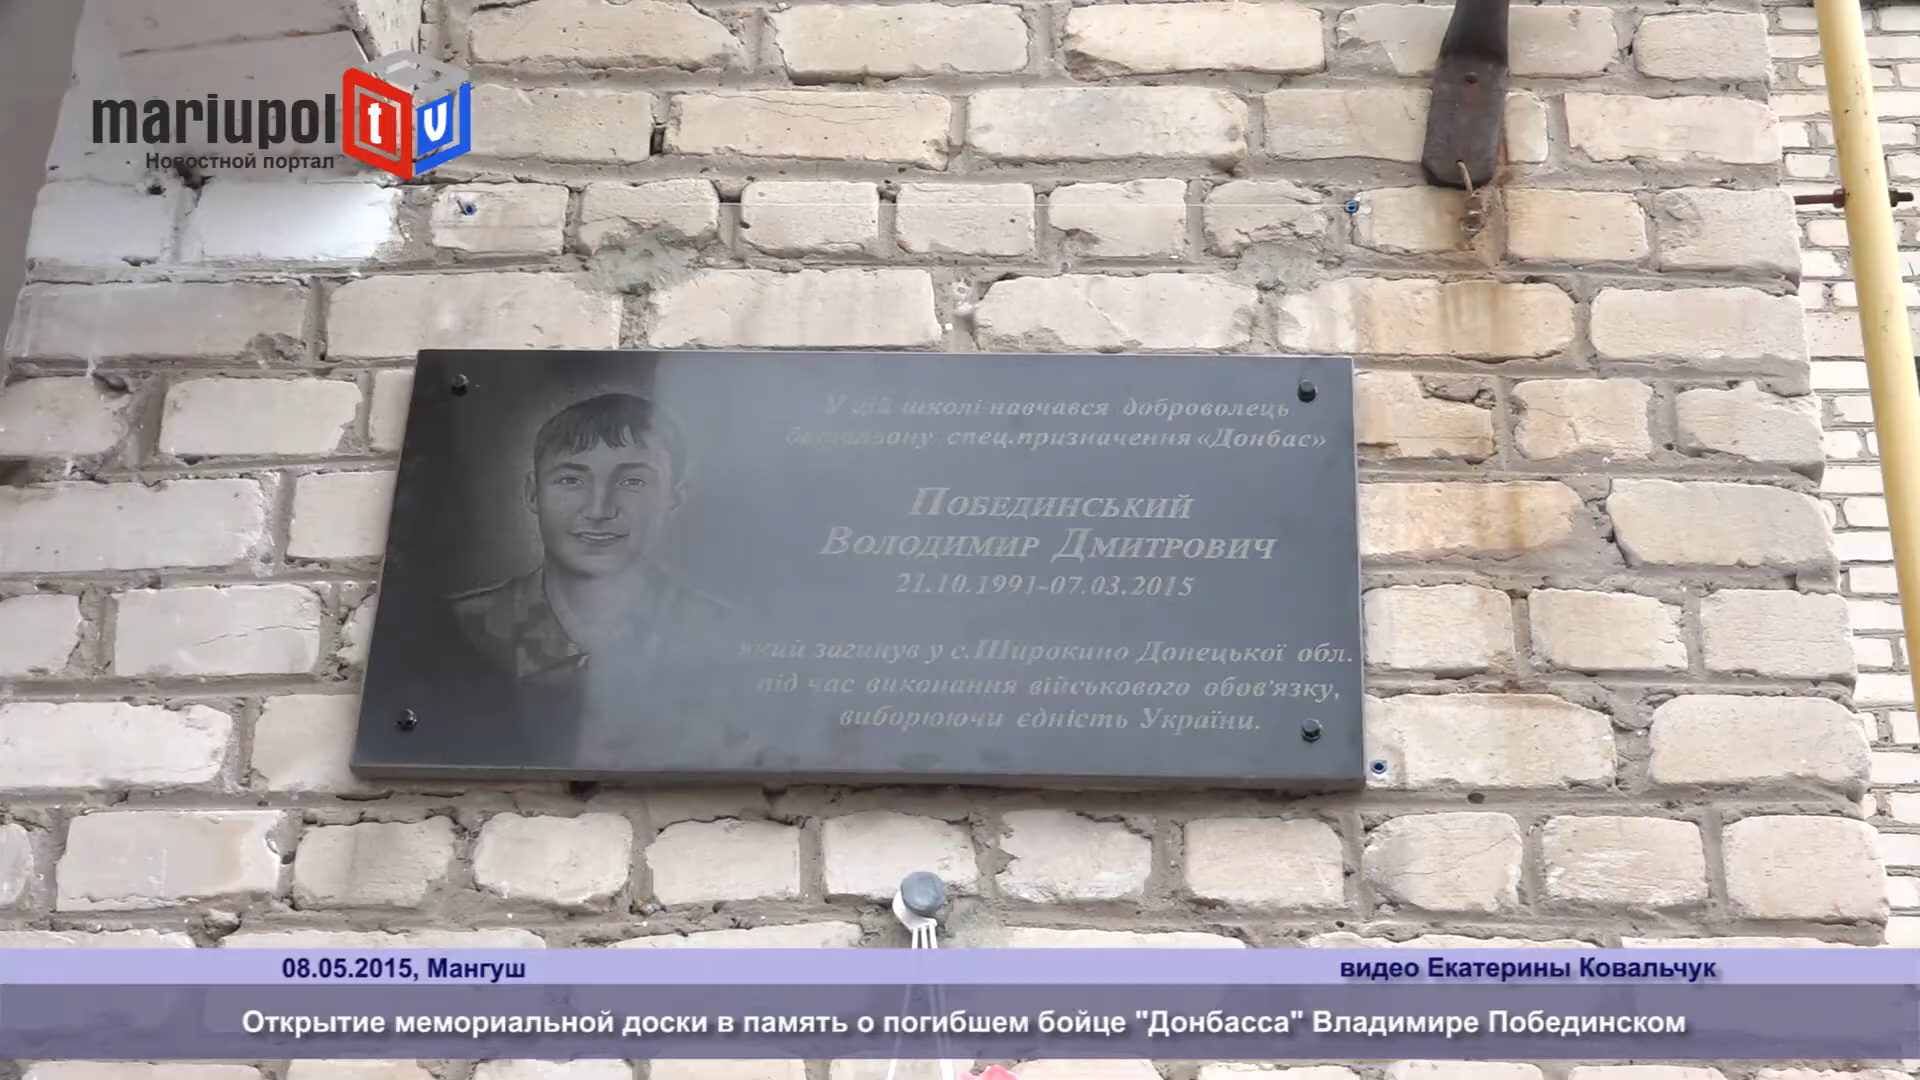 mariupol tv
Новостной портал
У цій школі навчався доброволець
батальону спец.призначення «Донбас»
Побединський
Володимир Дмитрович
21.10.1991-07.03.2015
який загинув у с. Широкино Донецької обл.
під час виконання військового обов'язку,
виборюючи єдність України.
08.05.2015, Мангуш
видео Екатерины Ковальчук
Открытие мемориальной доски в память о погибшем бойце "Донбасса" Владимире Побединском